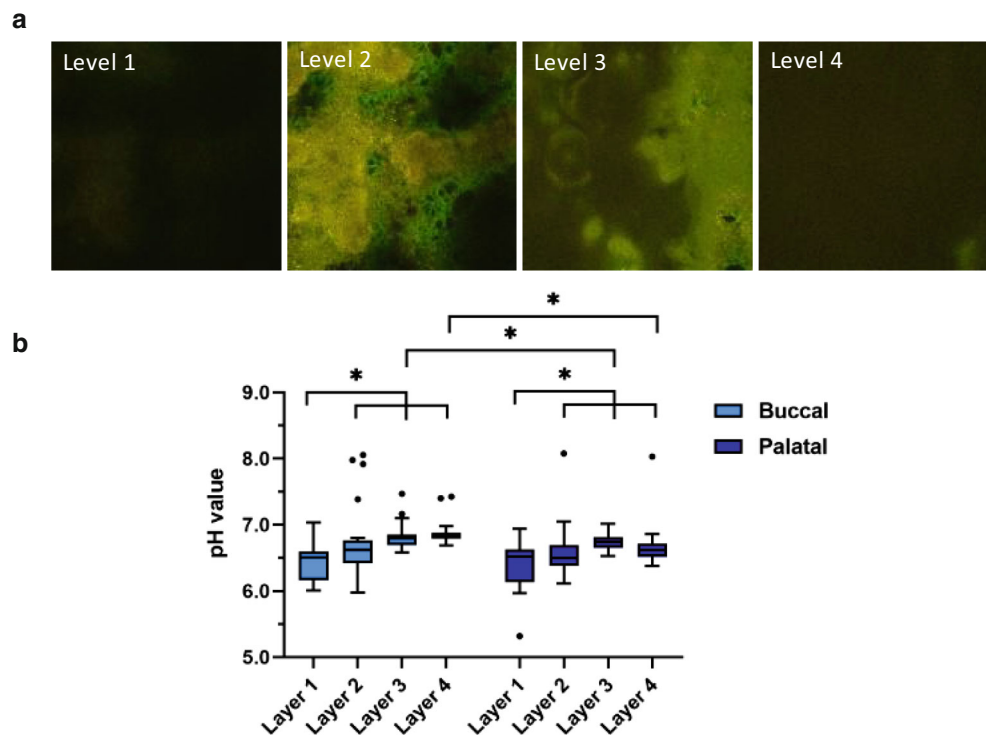 a
Level 1 Level 2 Level 3 Level 4
b
* * * *
9.0
8.0
7.0
6.0
5.0
pH value
Layer 1 Layer 2 Layer 3 Layer 4 Layer 1 Layer 2 Layer 3 Layer 4
Buccal
Palatal